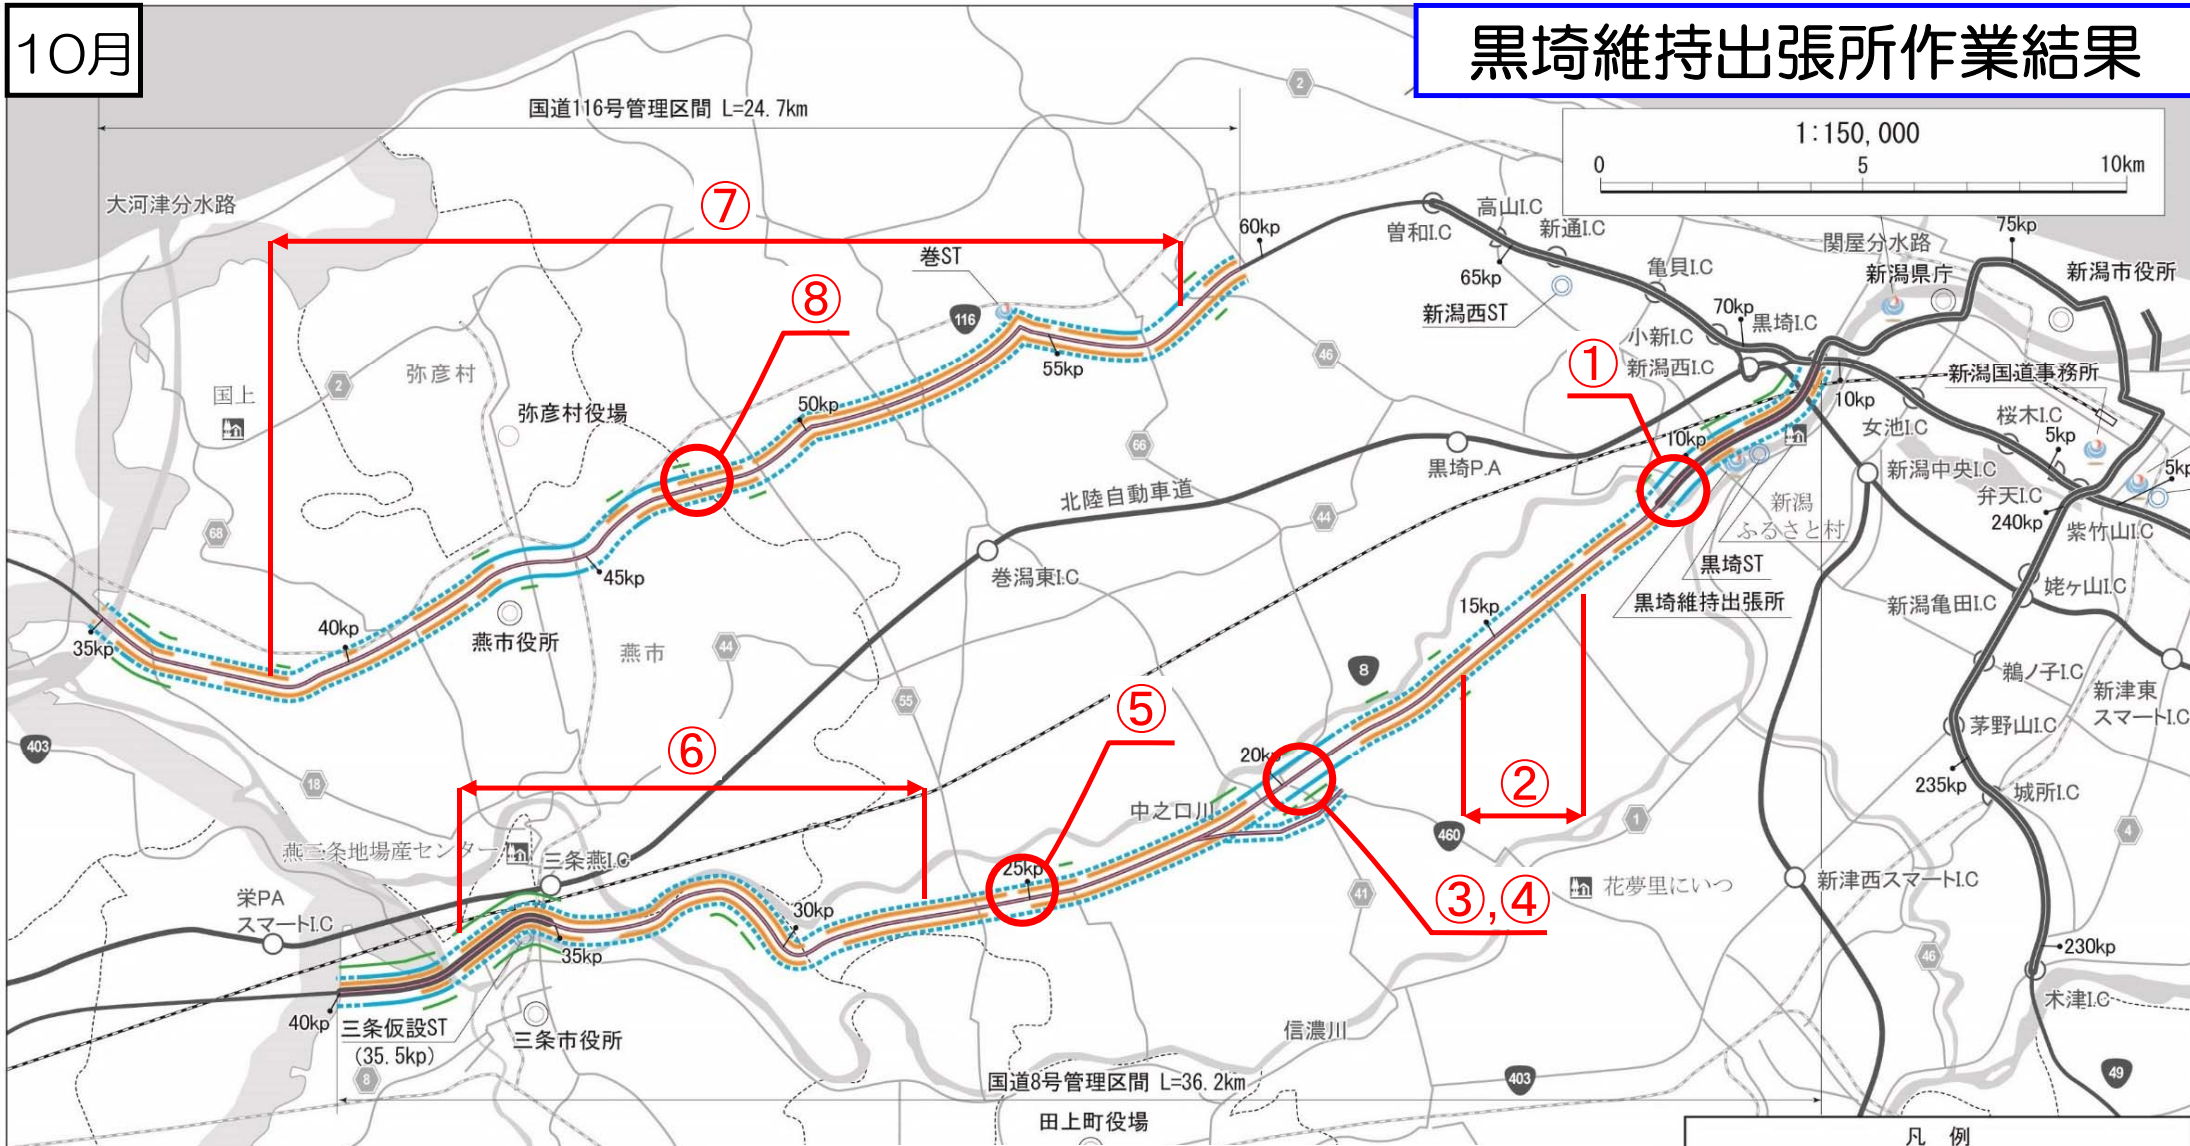 10月
黒埼維持出張所作業結果
国道116号管理区間 L=24.7km
1:150,000
0
5
10km
大河津分水路
⑦
2
巻ST
⑧
116
60kp
曽和I.C
高山I.C
新通I.C
65kp
新潟西ST
亀貝I.C
関屋分水路
新潟県庁
75kp
新潟市役所
70kp
黒埼I.C
小新I.C
新潟西I.C
①
新潟国道事務所
10kp
女池I.C
桜木I.C
5kp
5kp
新潟中央I.C
弁天I.C
240kp
紫竹山I.C
国上
2
弥彦村
弥彦村役場
50kp
55kp
46
66
黒埼P.A
10kp
新潟
ふるさと村
黒埼ST
黒埼維持出張所
北陸自動車道
44
68
45kp
巻潟東I.C
姥ヶ山I.C
新潟亀田I.C
35kp
40kp
燕市役所
燕市
44
15kp
8
鵜ノ子I.C
新津東
スマートI.C
茅野山I.C
403
⑥
55
⑤
20kp
②
235kp
城所I.C
18
中之口川
460
1
4
燕三条地場産センター
三条燕I.C
25kp
③,④
41
花夢里にいつ
新津西スマートI.C
栄PA
スマートI.C
30kp
35kp
46
230kp
40kp
三条仮設ST
(35.5kp)
三条市役所
信濃川
木津I.C
8
国道8号管理区間 L=36.2km
403
49
田上町役場
凡 例